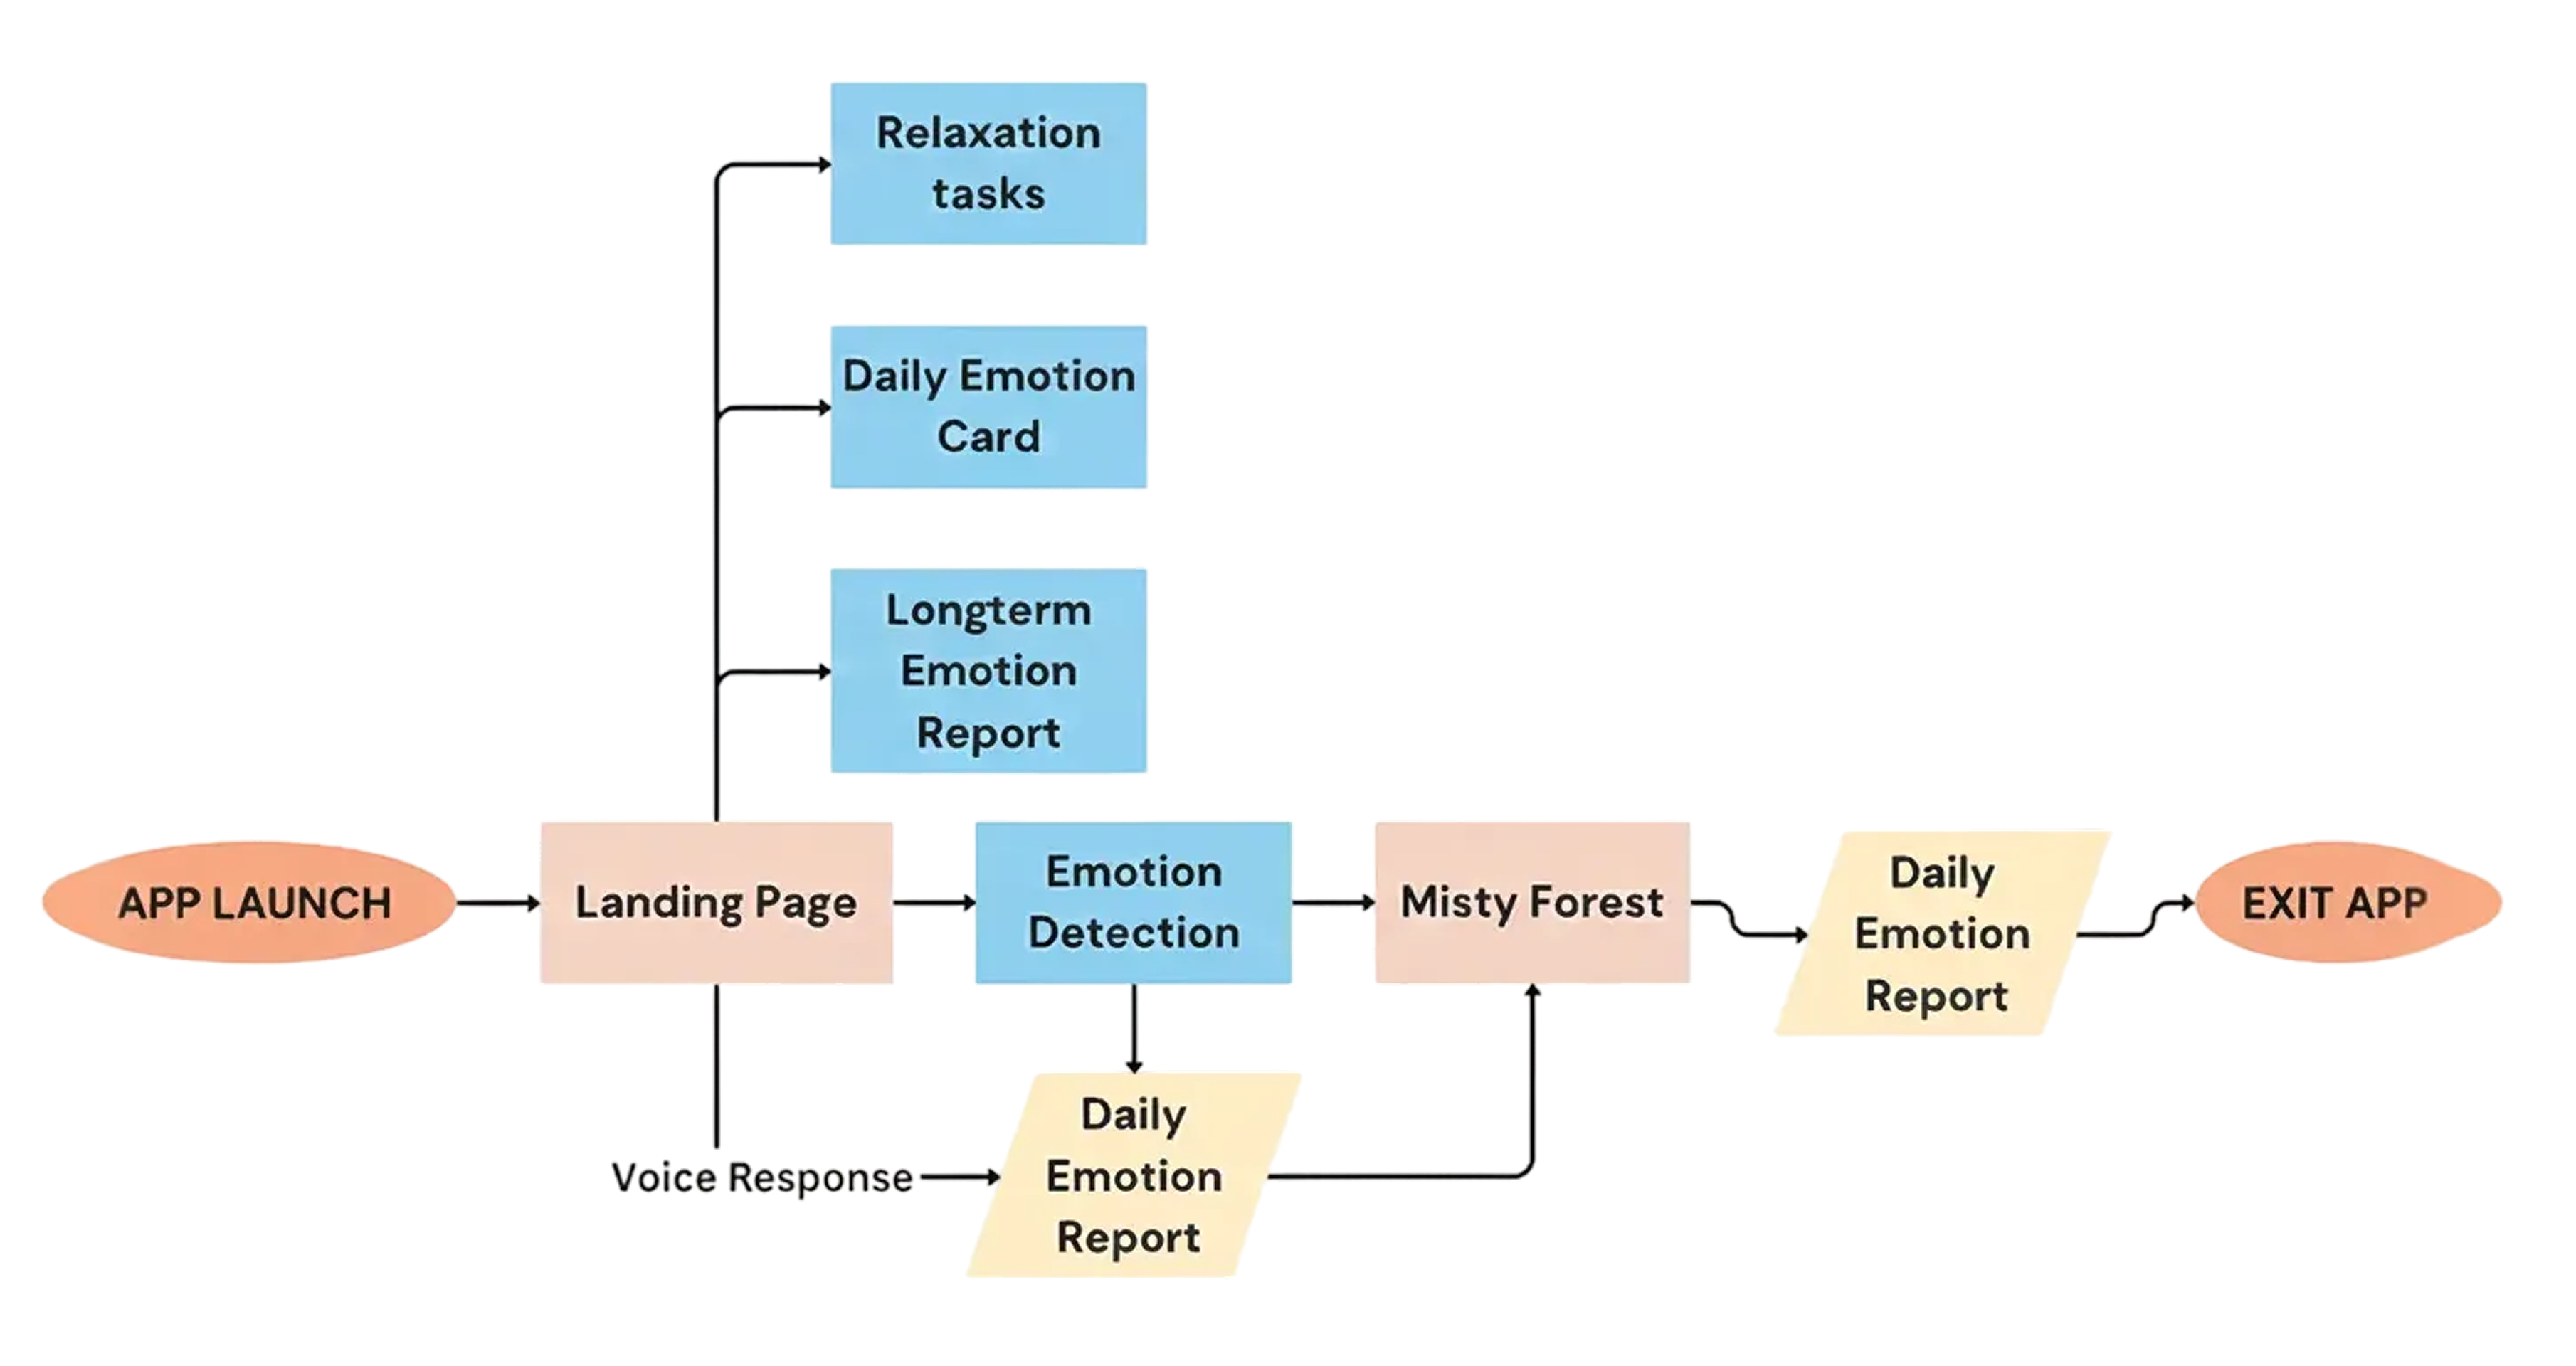 Relaxation
tasks
Daily Emotion
Card
Longterm
Emotion
Report
APP LAUNCH
Landing Page
Emotion
Detection
Misty Forest
Daily
Emotion
Report
EXIT APP
Voice Response
Daily
Emotion
Report